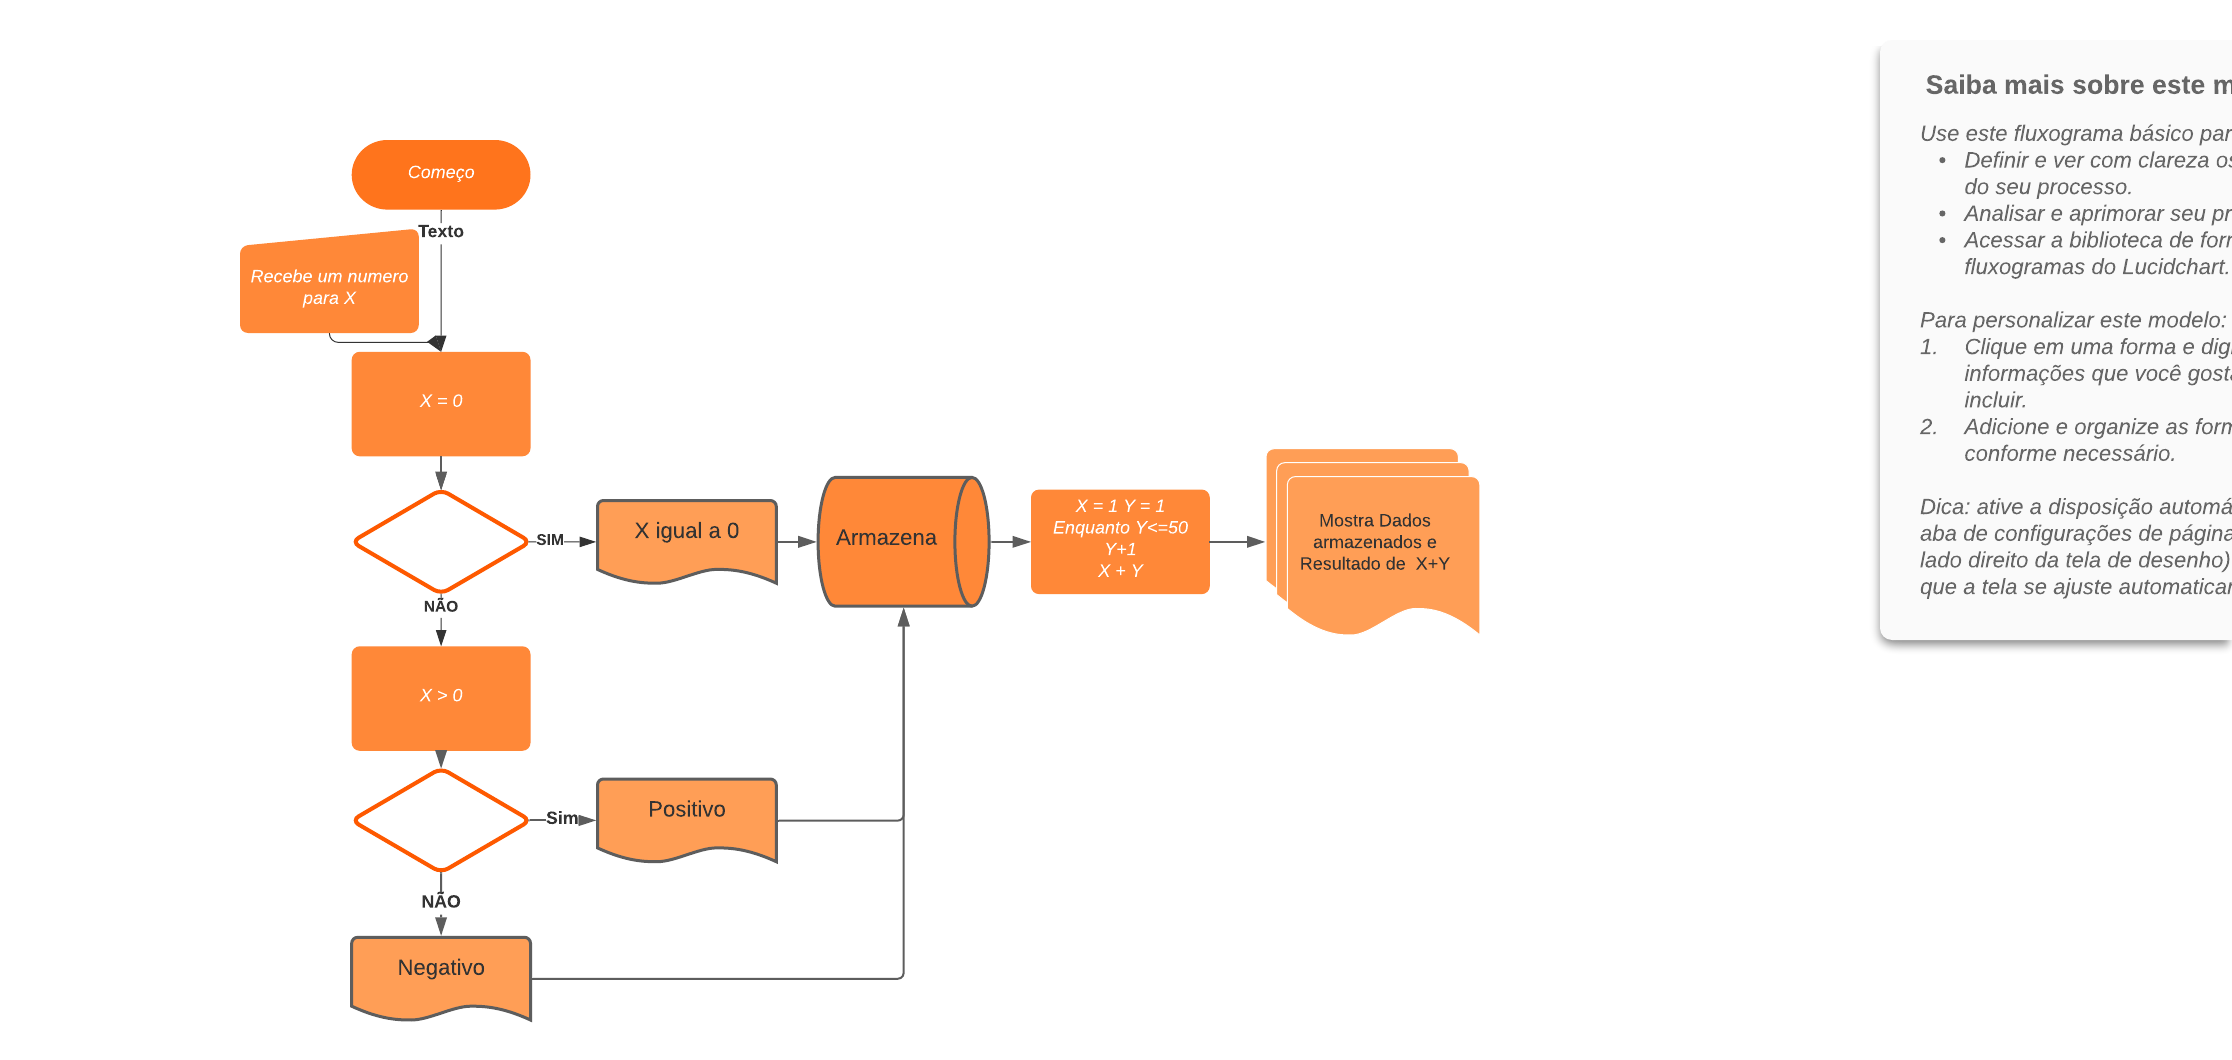 Começo
Texto
Recebe um numero
para X
X = 0
SIM
X igual a 0
Armazena
X = 1 Y = 1
Enquanto Y<=50
Y+1
X + Y
Mostra Dados
armazenados e
Resultado de X+Y
NÃO
X > 0
Sim
Positivo
NÃO
Negativo
Saiba mais sobre este m
Use este fluxograma básico par
• Definir e ver com clareza os
do seu processo.
• Analisar e aprimorar seu pr
• Acessar a biblioteca de for
fluxogramas do Lucidchart.
Para personalizar este modelo:
1. Clique em uma forma e dig
informações que você gost
incluir.
2. Adicione e organize as for
conforme necessário.
Dica: ative a disposição automá
aba de configurações de página
lado direito da tela de desenho)
que a tela se ajuste automatica